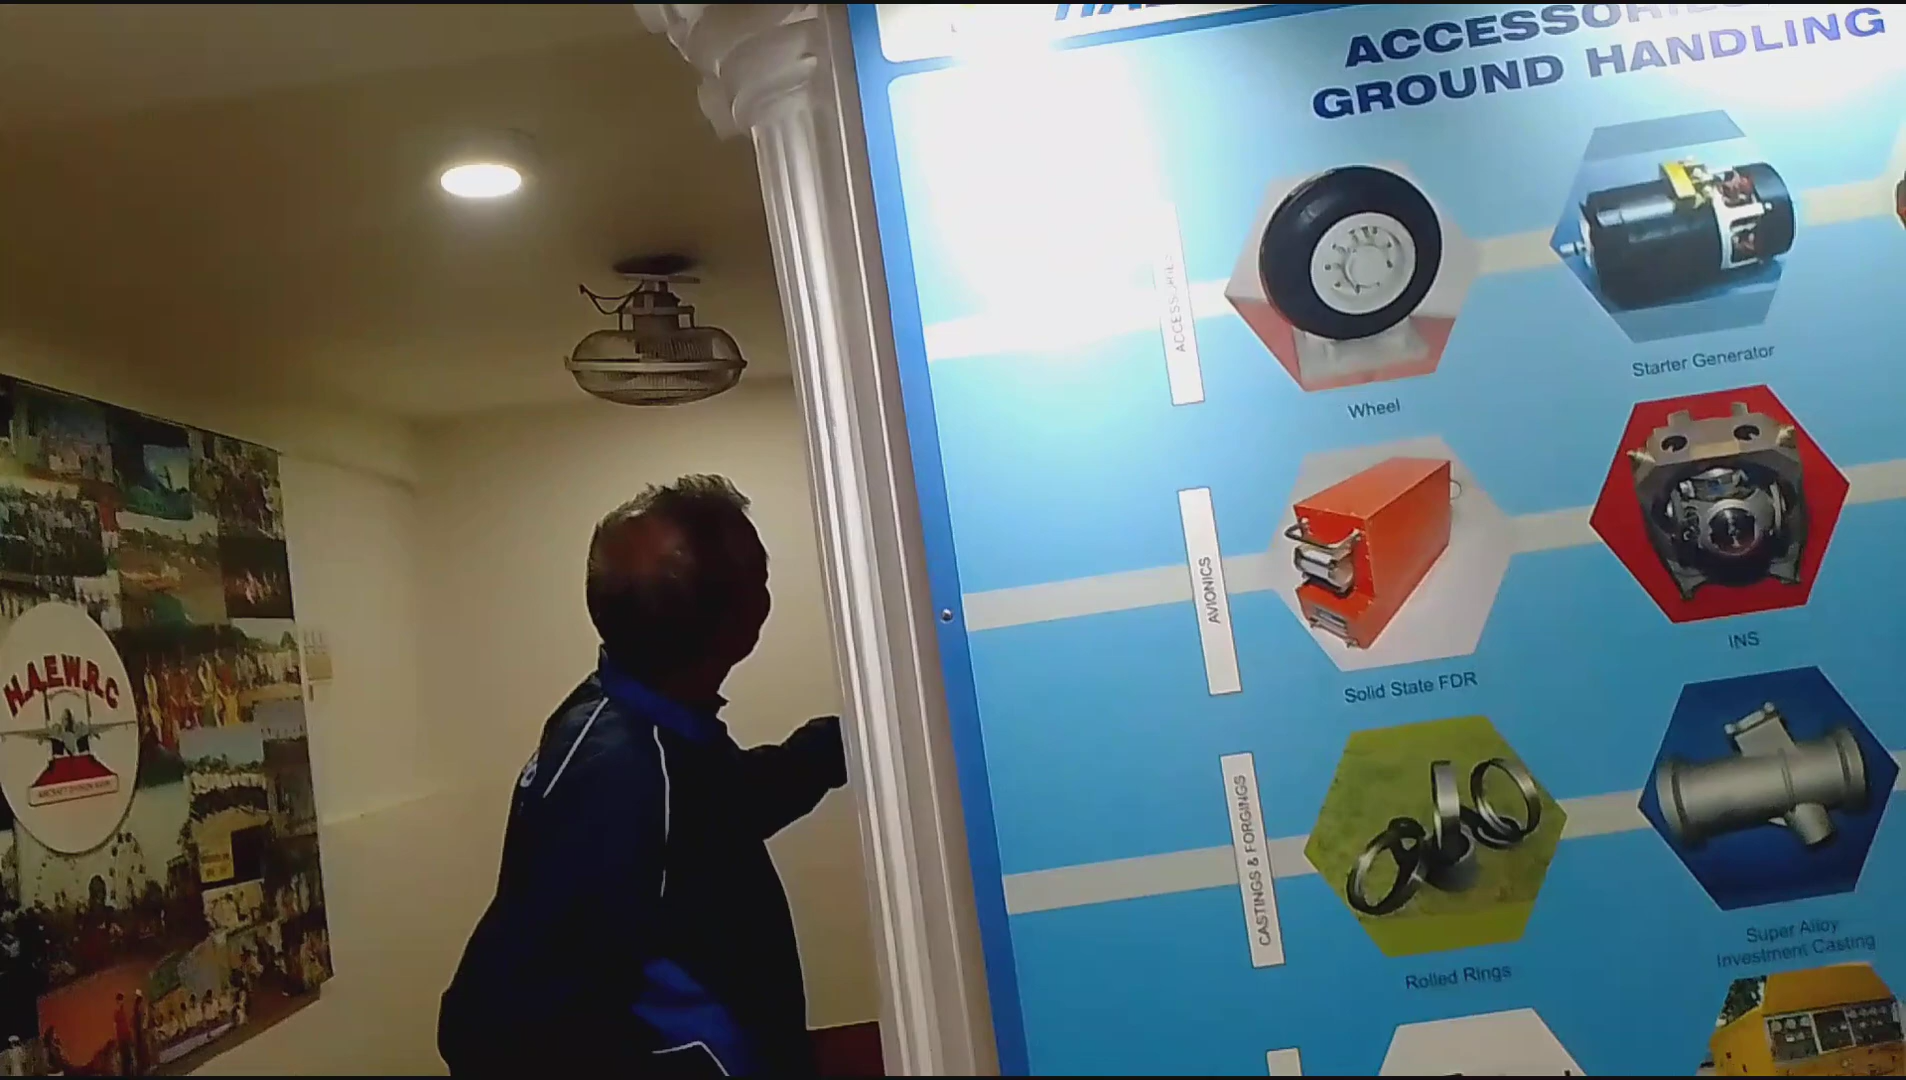 ACCESSORIES
GROUND HANDLING
ACCESSORIES
Wheel
Starter Generator
AVIONICS
Solid State FDR
INS
CASTINGS & FORGINGS
Rolled Rings
Super Alloy
Investment Casting
H.A.E.W.R.C